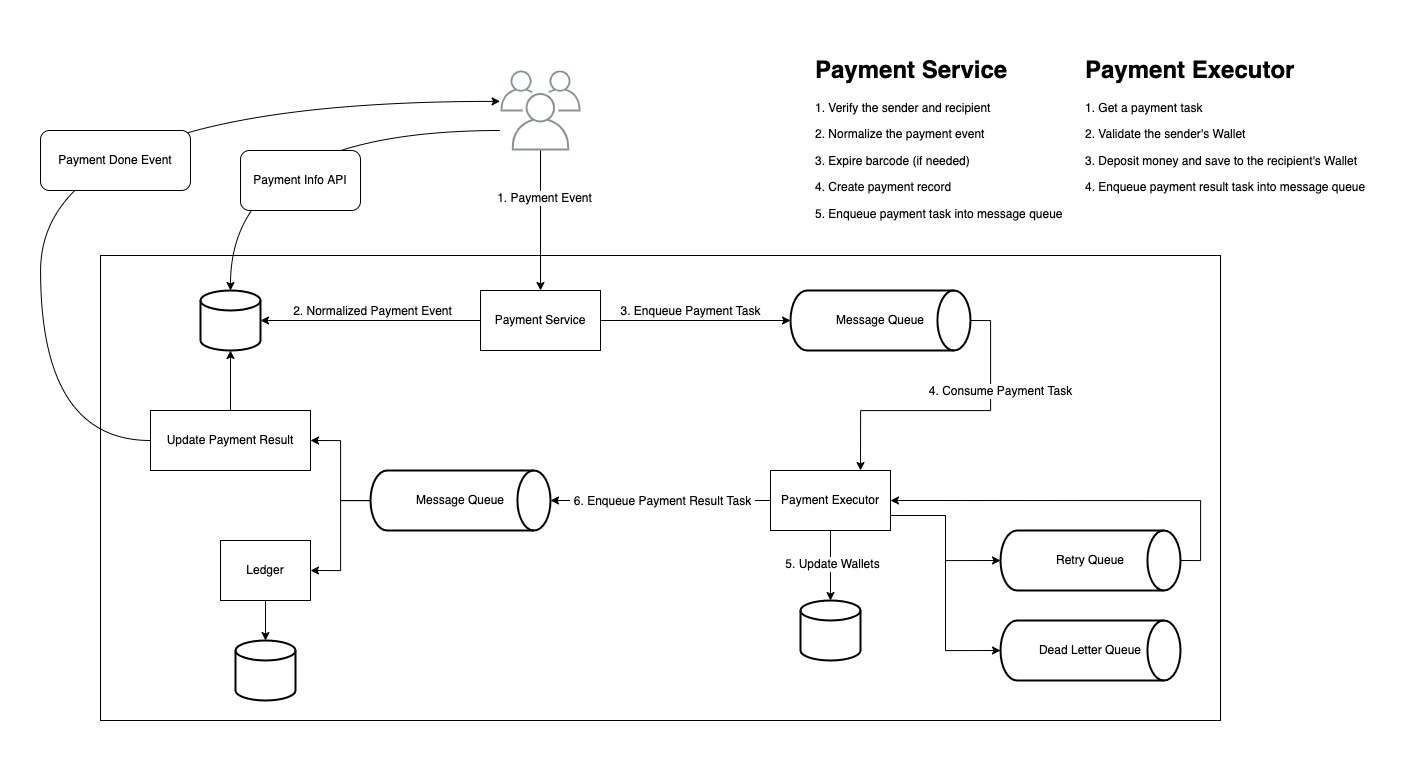 Payment Service
1. Verify the sender and recipient
2. Normalize the payment event
3. Expire barcode (if needed)
4. Create payment record
5. Enqueue payment task into message queue
Payment Executor
1. Get a payment task
2. Validate the sender's Wallet
3. Deposit money and save to the recipient's Wallet
4. Enqueue payment result task into message queue
Payment Done Event
Payment Info API
1. Payment Event
2. Normalized Payment Event
Payment Service
3. Enqueue Payment Task
Message Queue
4. Consume Payment Task
Update Payment Result
Message Queue
6. Enqueue Payment Result Task
Payment Executor
5. Update Wallets
Retry Queue
Ledger
Dead Letter Queue